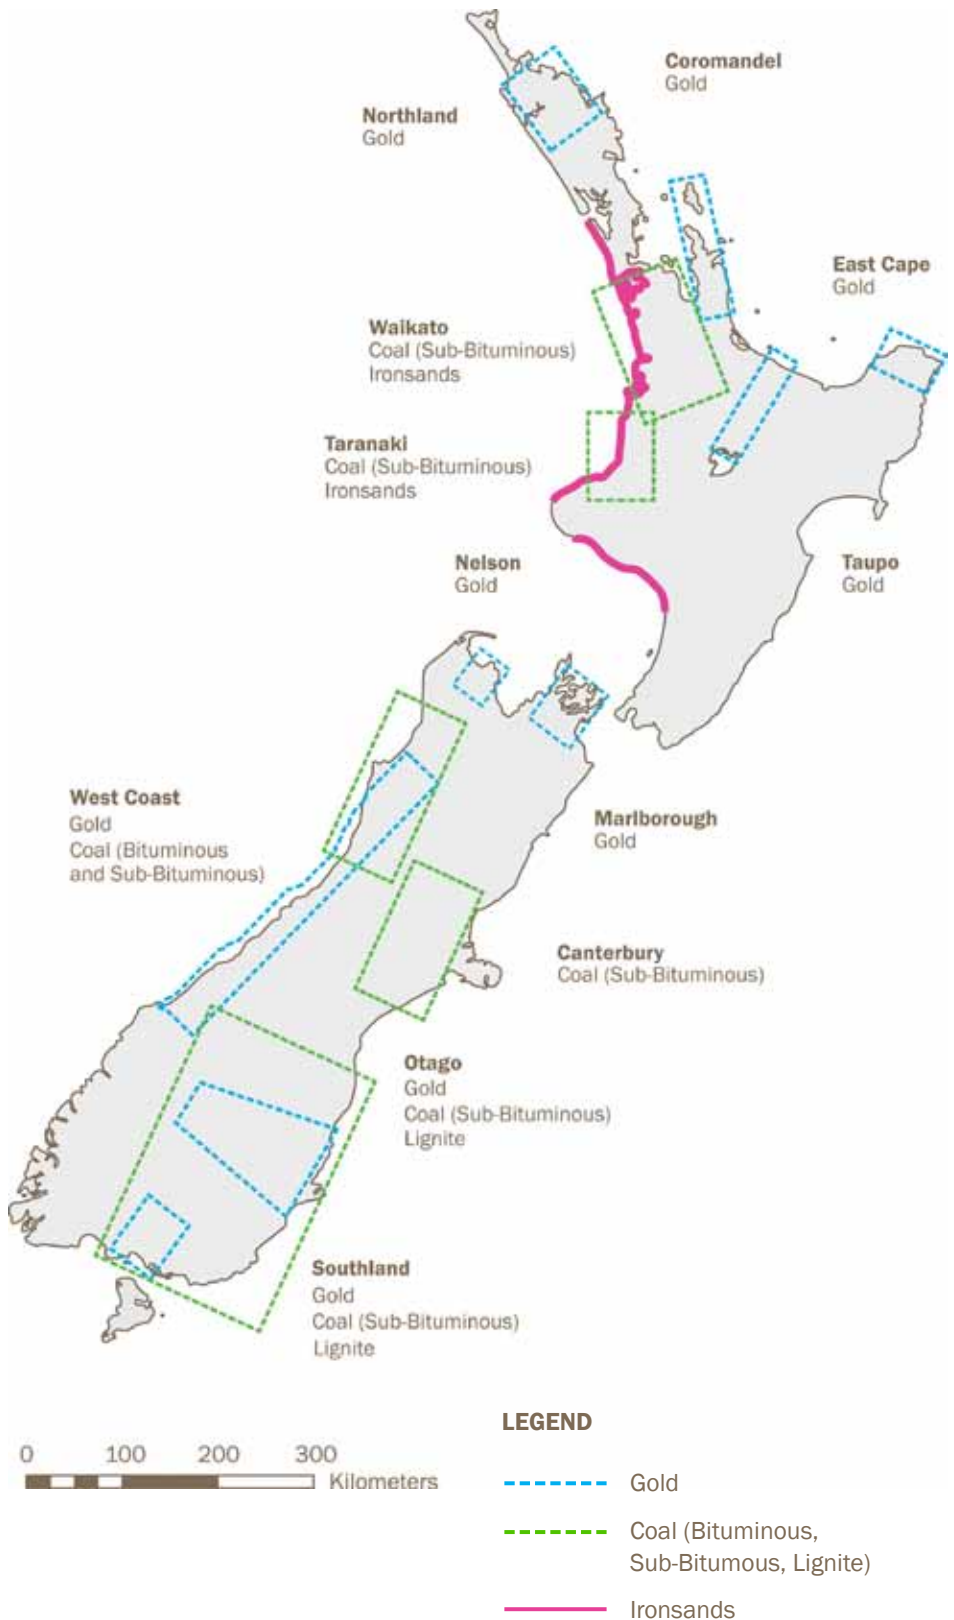 Coromandel
Gold
Northland
Gold
East Cape
Gold
Waikato
Coal (Sub-Bituminous)
Ironsands
Taranaki
Coal (Sub-Bituminous)
Ironsands
Nelson
Gold
Taupo
Gold
West Coast
Gold
Coal (Bituminous
and Sub-Bituminous)
Marlborough
Gold
Canterbury
Coal (Sub-Bituminous)
Otago
Gold
Coal (Sub-Bituminous)
Lignite
Southland
Gold
Coal (Sub-Bituminous)
Lignite
LEGEND
0 100 200 300
Kilometers
Gold
Coal (Bituminous,
Sub-Bitumous, Lignite)
Ironsands